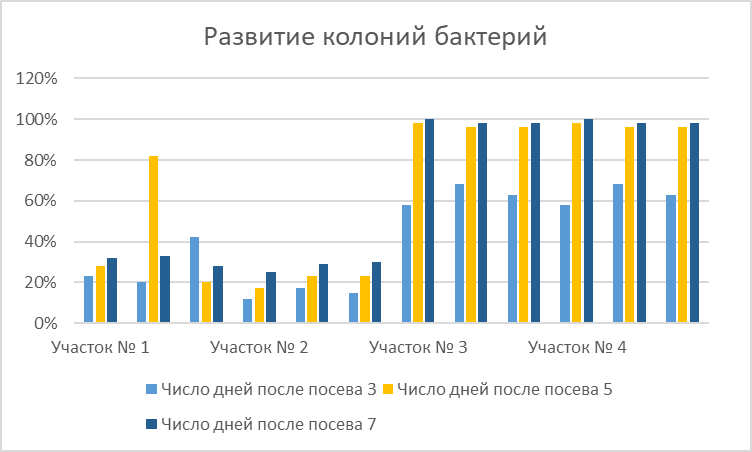 Развитие колоний бактерий
120%
100%
80%
60%
40%
20%
0%
Участок № 1 Участок № 2 Участок № 3 Участок № 4
Число дней после посева 3 Число дней после посева 5
Число дней после посева 7